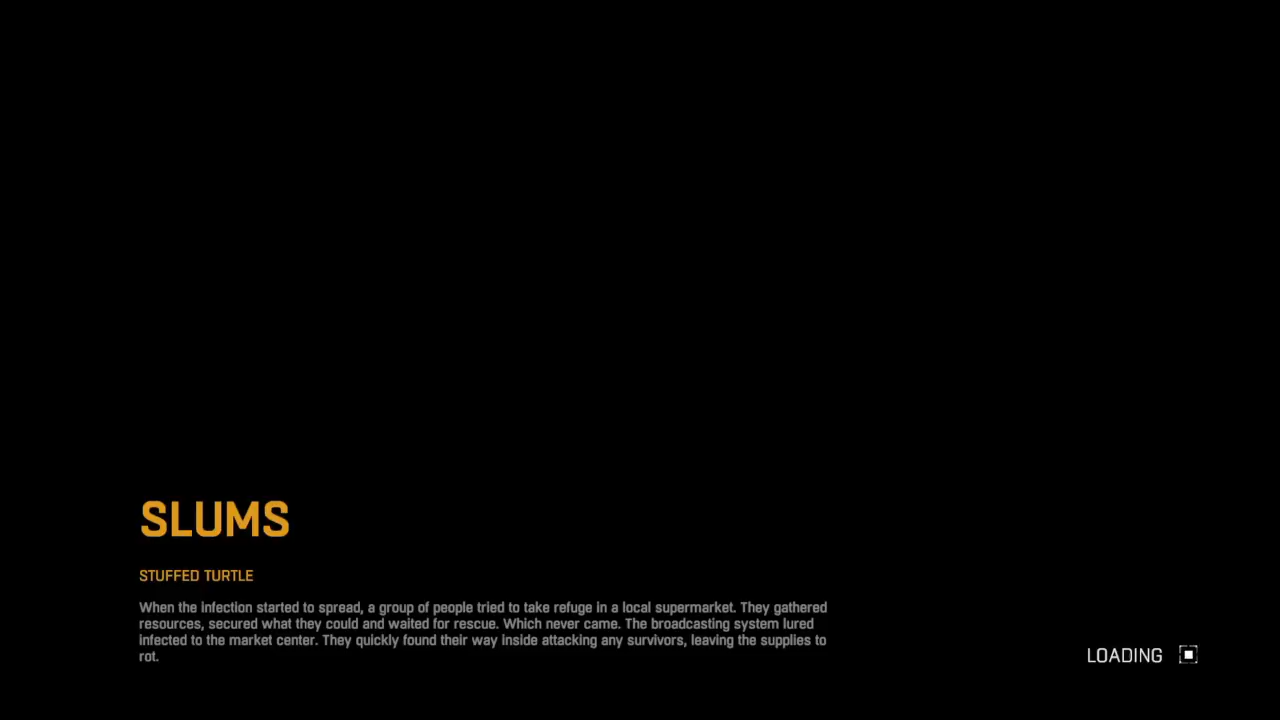 SLUMS
STUFFED TURTLE
When the infection started to spread, a group of people tried to take refuge in a local supermarket. They gathered
resources, secured what they could and waited for rescue. Which never came. The broadcasting system lured
infected to the market center. They quickly found their way inside attacking any survivors, leaving the supplies to
rot.
LOADING